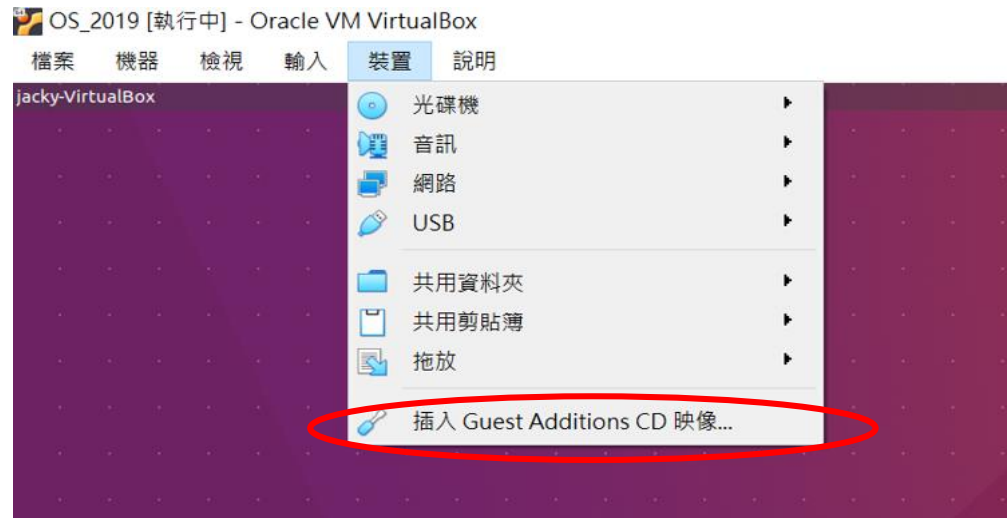 OS_2019 [執行中] - Oracle VM VirtualBox
檔案 機器 檢視 輸入 裝置 說明
jacky-VirtualBox
光碟機
音訊
網路
USB
共用資料夾
共用剪貼簿
拖放
插入 Guest Additions CD 映像...